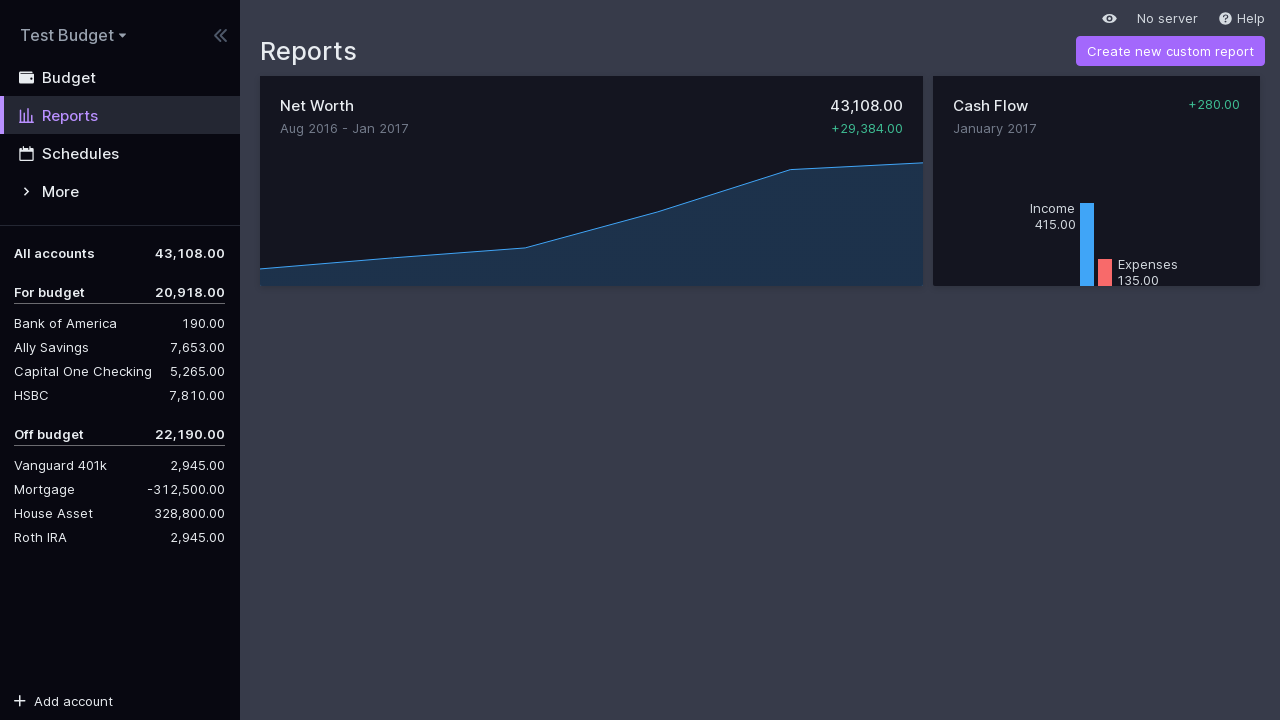 Test Budget
Budget
Reports
Schedules
More
All accounts 43,108.00
For budget 20,918.00
Bank of America 190.00
Ally Savings 7,653.00
Capital One Checking 5,265.00
HSBC 7,810.00
Off budget 22,190.00
Vanguard 401k 2,945.00
Mortgage -312,500.00
House Asset 328,800.00
Roth IRA 2,945.00
Add account
No server Help
Reports Create new custom report
Net Worth 43,108.00
Aug 2016 - Jan 2017 +29,384.00
Cash Flow +280.00
January 2017
Income
415.00
Expenses
135.00